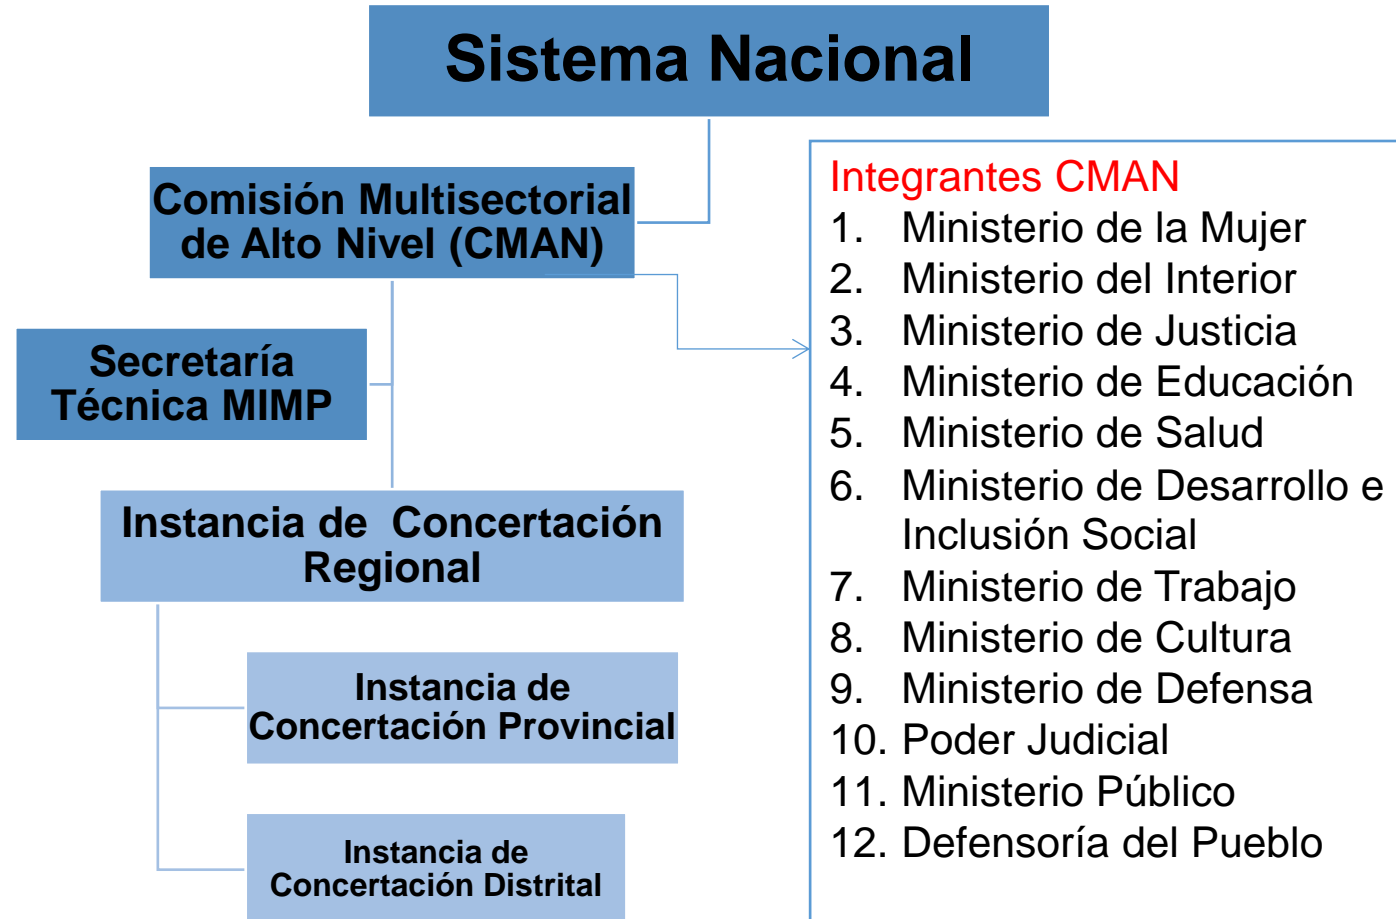 Sistema Nacional
Comisión Multisectorial
de Alto Nivel (CMAN)
Secretaría
Técnica MIMP
Instancia de Concertación
Regional
Instancia de
Concertación Provincial
Instancia de
Concertación Distrital
Integrantes CMAN
1. Ministerio de la Mujer
2. Ministerio del Interior
3. Ministerio de Justicia
4. Ministerio de Educación
5. Ministerio de Salud
6. Ministerio de Desarrollo e
Inclusión Social
7. Ministerio de Trabajo
8. Ministerio de Cultura
9. Ministerio de Defensa
10. Poder Judicial
11. Ministerio Público
12. Defensoría del Pueblo